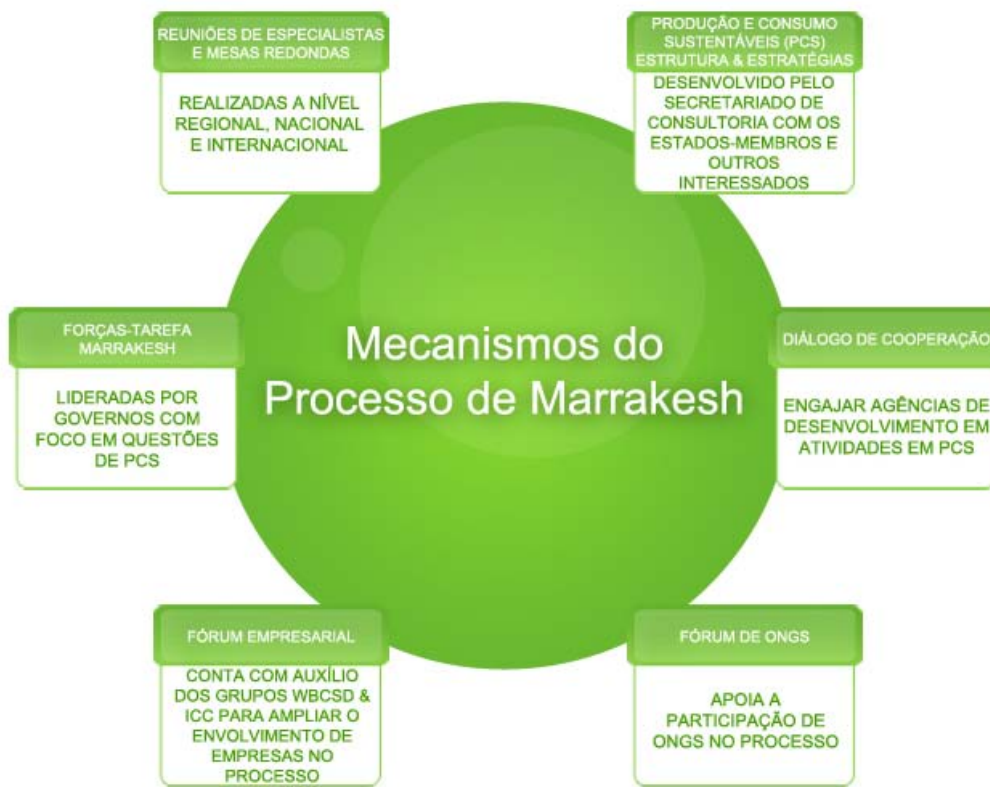 REUNIÕES DE ESPECIALISTAS
E MESAS REDONDAS
REALIZADAS A NÍVEL
REGIONAL, NACIONAL
E INTERNACIONAL
PRODUÇÃO E CONSUMO
SUSTENTÁVEIS (PCS)
ESTRUTURA & ESTRATÉGIAS
DESENVOLVIDO PELO
SECRETARIADO DE
CONSULTORIA COM OS
ESTADOS-MEMBROS E
OUTROS
INTERESSADOS
FORÇAS-TAREFA
MARRAKESH
LIDERADAS POR
GOVERNOS COM
FOCO EM QUESTÕES
DE PCS
Mecanismos do
Processo de Marrakesh
DIÁLOGO DE COOPERAÇÃO
ENGAJAR AGÊNCIAS DE
DESENVOLVIMENTO EM
ATIVIDADES EM PCS
FÓRUM EMPRESARIAL
CONTA COM AUXÍLIO
DOS GRUPOS WBCSD &
ICC PARA AMPLIAR O
ENVOLVIMENTO DE
EMPRESAS NO
PROCESSO
FÓRUM DE ONGS
APOIA A
PARTICIPAÇÃO DE
ONGS NO PROCESSO